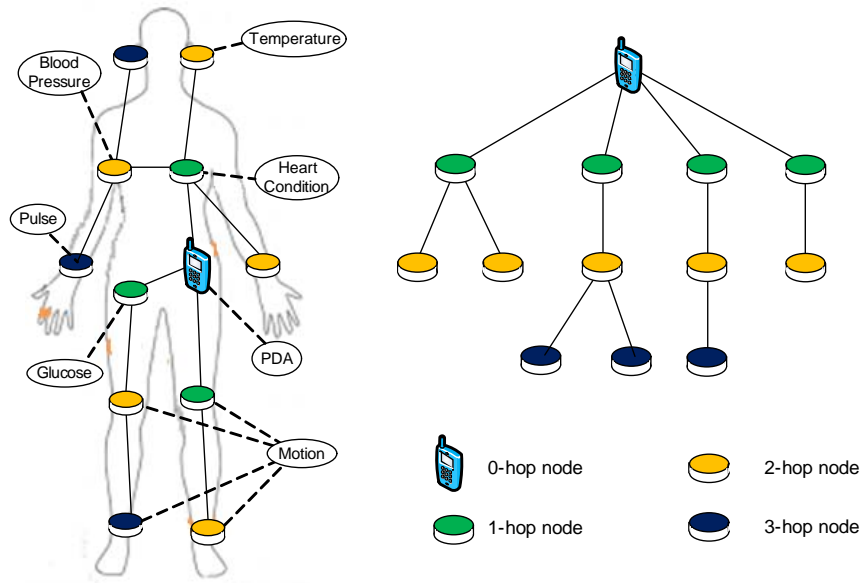 Temperature
Blood
Pressure
Heart
Condition
Pulse
Glucose
PDA
Motion
0-hop node
2-hop node
1-hop node
3-hop node